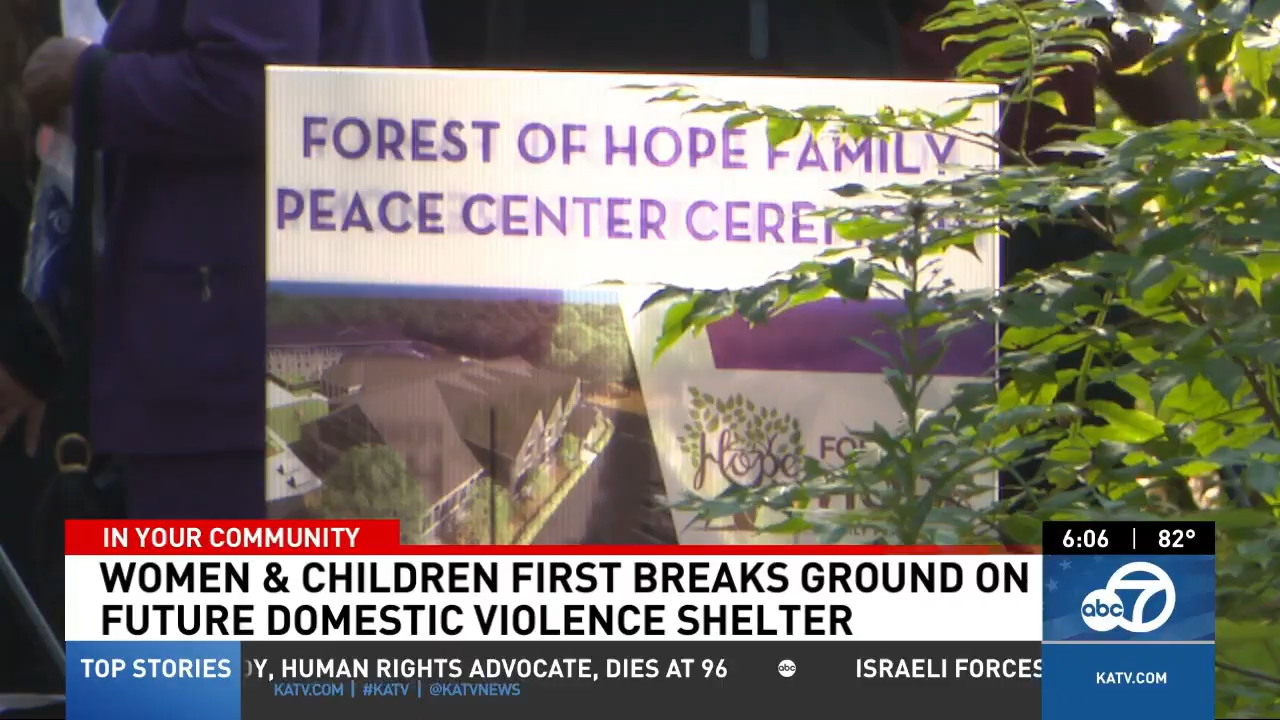 FOREST OF HOPE FAMILY
PEACE CENTER
Hope
IN YOUR COMMUNITY
WOMEN & CHILDREN FIRST BREAKS GROUND ON
FUTURE DOMESTIC VIOLENCE SHELTER
6:06 | 82°
abc 7
TOP STORIES
HUMAN RIGHTS ADVOCATE, DIES AT 96 abc ISRAELI FORCES
KATV.COM | #KATV | @KATVNEWS
KATV.COM